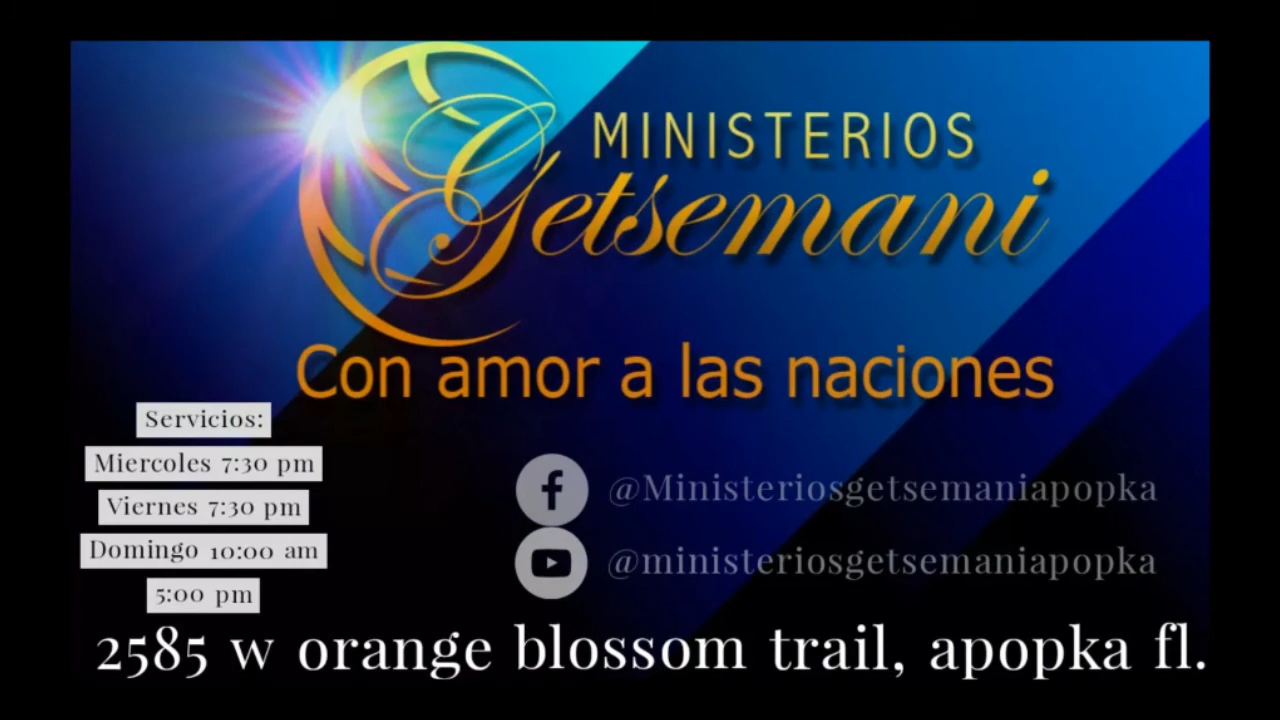 MINISTERIOS
Getsemani
Con amor a las naciones
Servicios:
Miercoles 7:30 pm
Viernes 7:30 pm
Domingo 10:00 am
5:00 pm
@Ministeriosgetsemaniapopka
@ministeriosgetsemaniapopka
2585 w orange blossom trail, apopka fl.